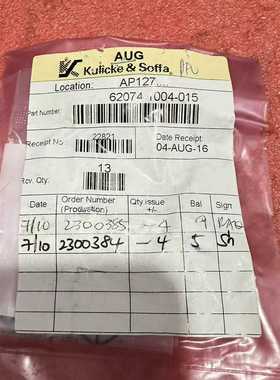 AUG
Kulicke & Soffa
Location: AP127
Part Number 62074 1004-015
Receipt No 22821 Date Receipt
04-AUG-16
Rcv. Qty. 13
Date Order Number (Production) Qty.issue +/- Bal Sign
7/10 2300385 -4 9
7/10 2300384 -4 5 Sh